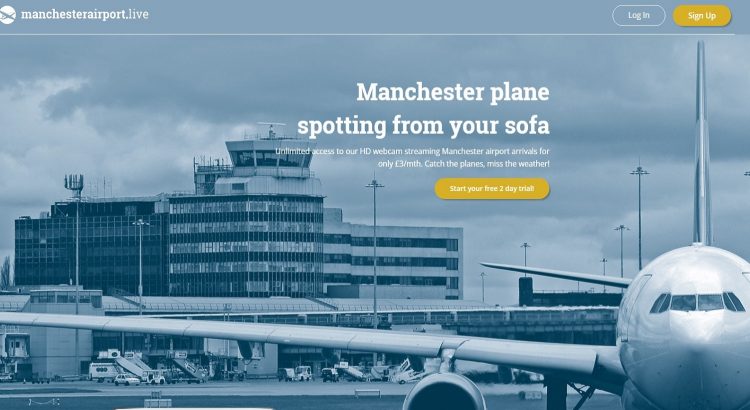 manchesterairport.live
Log In
Sign Up
Manchester plane
spotting from your sofa
Unlimited access to our HD webcam streaming Manchester airport arrivals for
only £3/mth. Catch the planes, miss the weather!
Start your free 2 day trial!